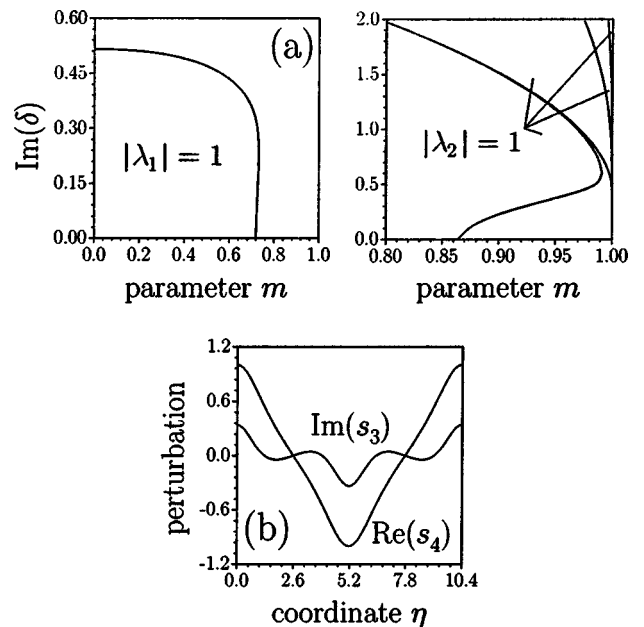 (a)
Im(δ)
0.60
0.45
0.30
0.15
0.00
|λ₁| = 1
0.0 0.2 0.4 0.6 0.8 1.0
parameter m
2.0
1.5
1.0
0.5
0.0
|λ₂| = 1
0.80 0.85 0.90 0.95 1.00
parameter m
perturbation
1.2
0.6
0.0
-0.6
-1.2
Im(s₃)
(b)
Re(s₄)
0.0 2.6 5.2 7.8 10.4
coordinate η